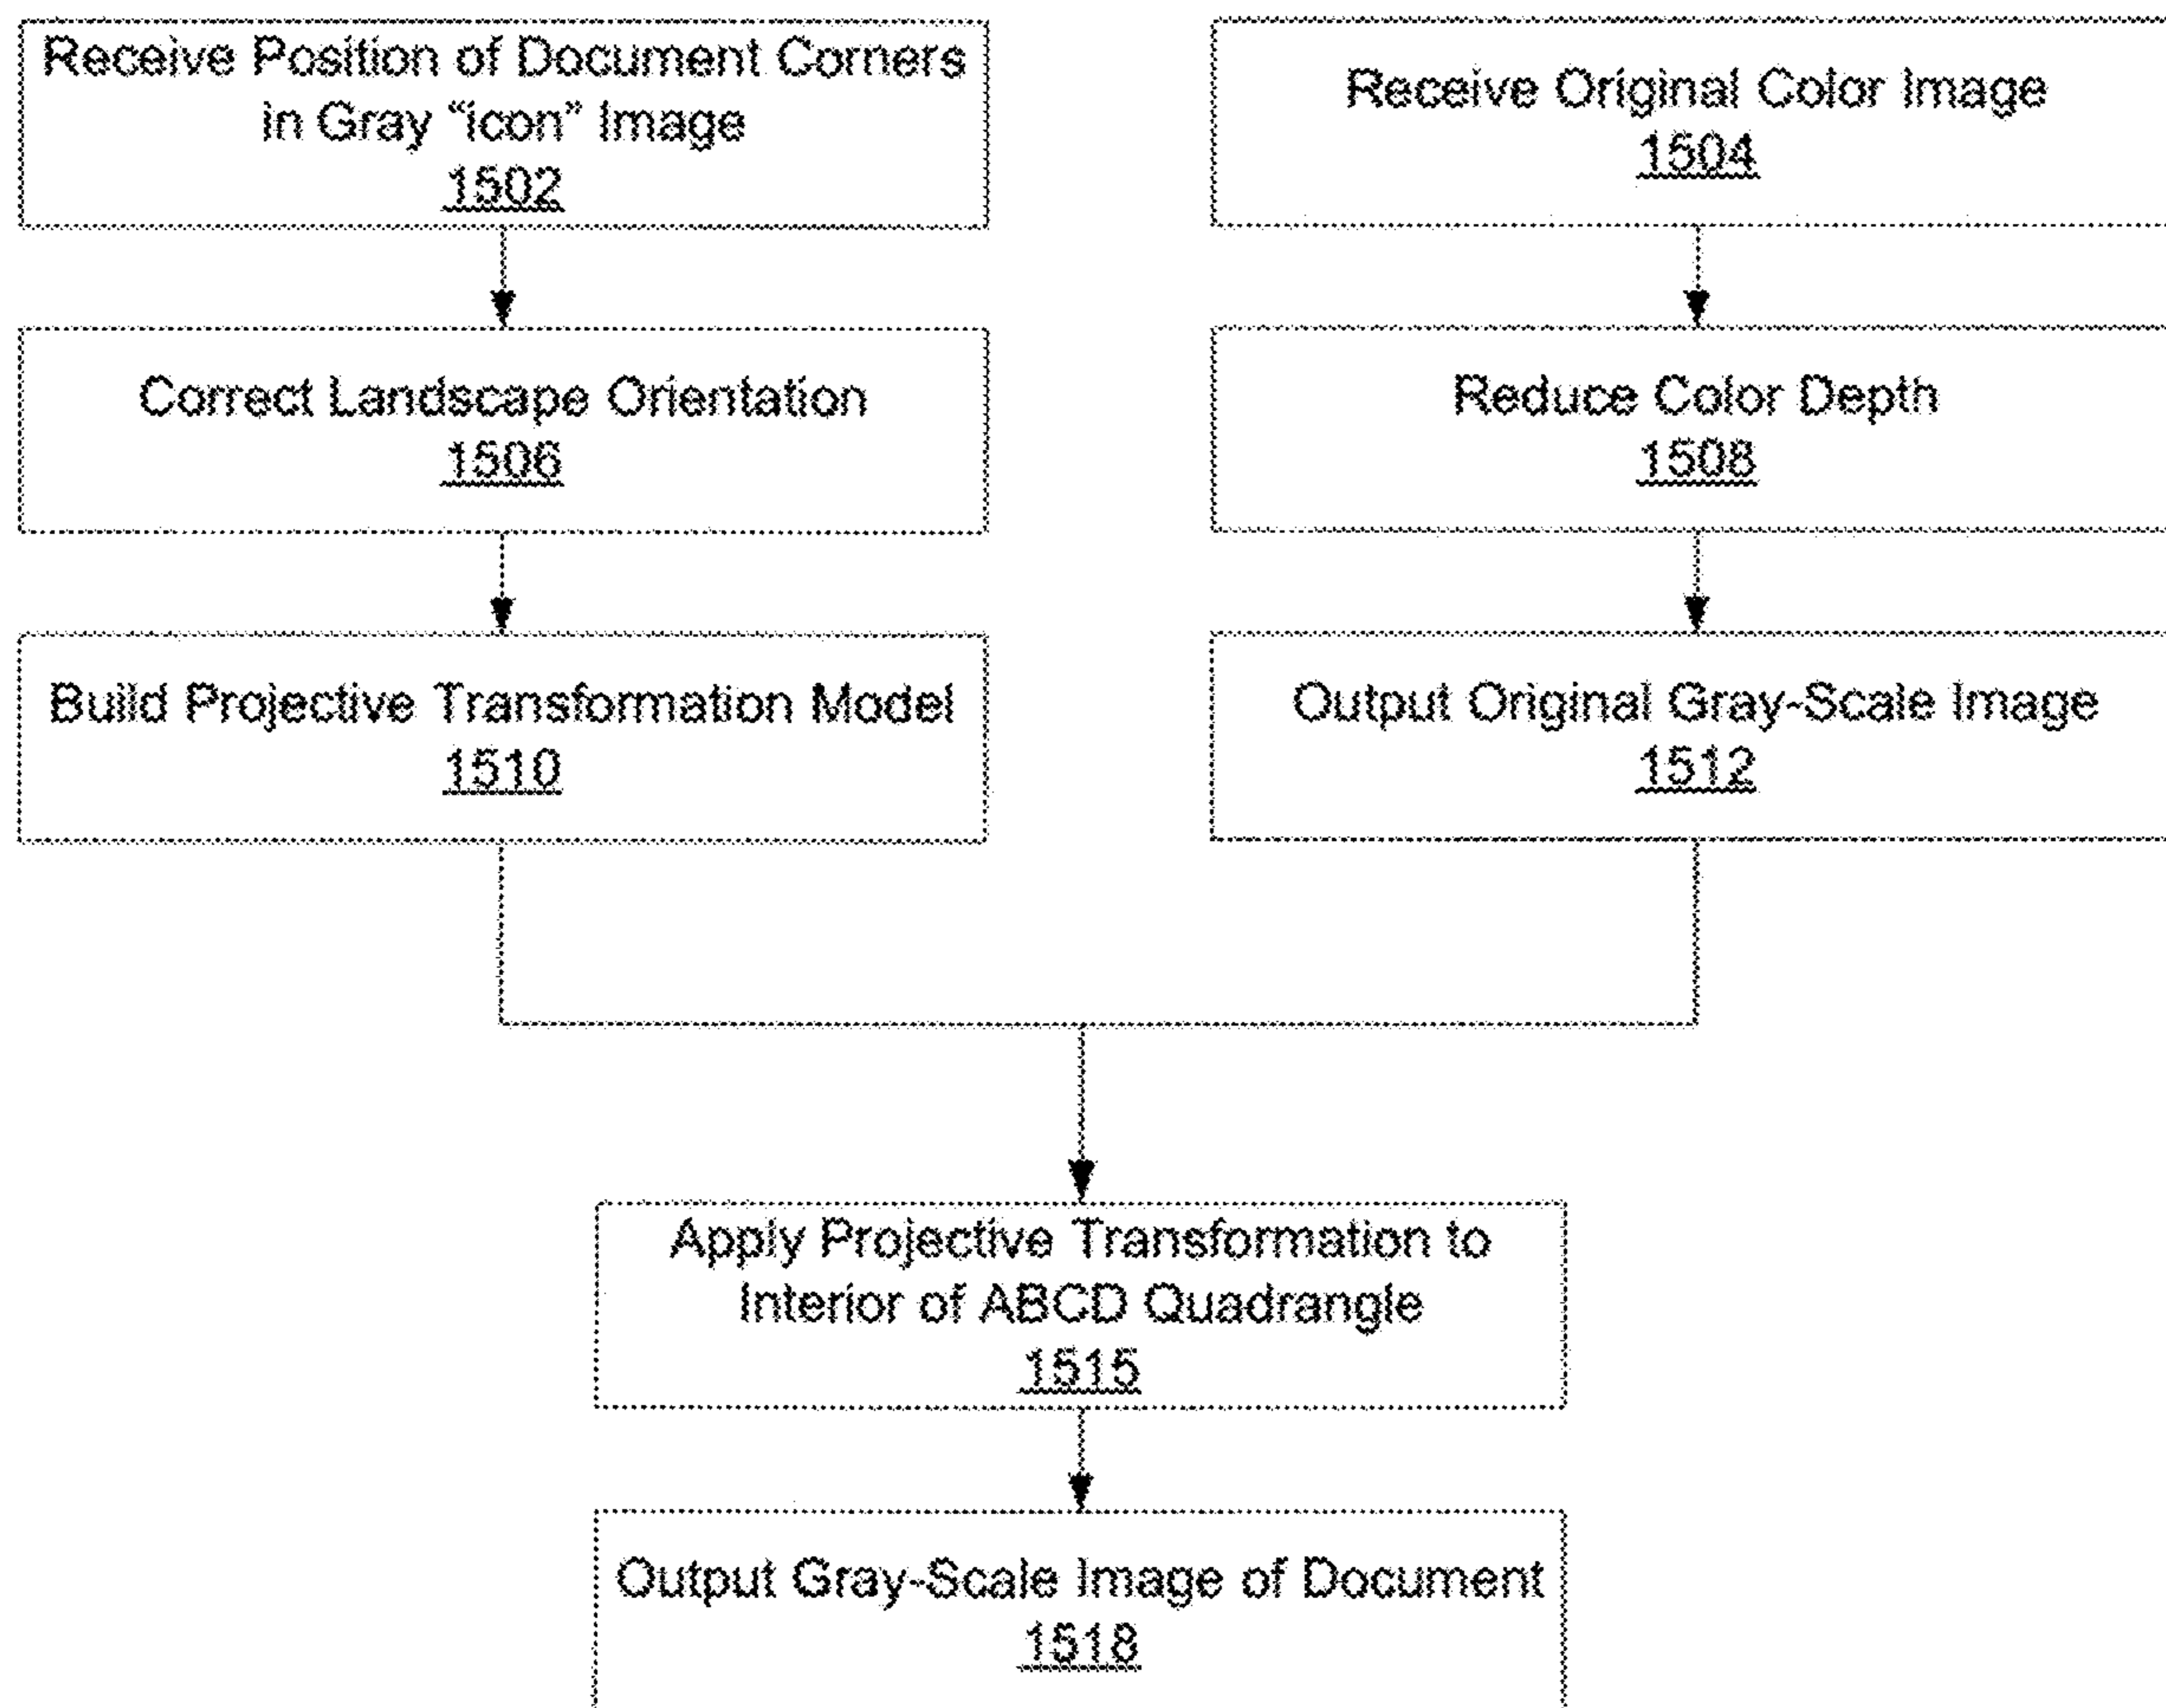 Receive Position of Document Corners
in Gray “icon” Image
1502
Receive Original Color Image
1504
Correct Landscape Orientation
1506
Reduce Color Depth
1508
Build Projective Transformation Model
1510
Output Original Gray-Scale Image
1512
Apply Projective Transformation to
Interior of ABCD Quadrangle
1515
Output Gray-Scale Image of Document
1518